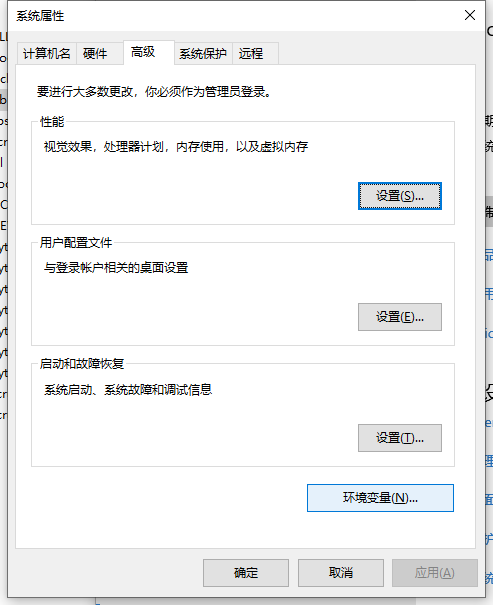 系统属性
计算机名
硬件
高级
系统保护
远程
要进行大多数更改，你必须作为管理员登录。
性能
视觉效果，处理器计划，内存使用，以及虚拟内存
设置(S)...
用户配置文件
与登录帐户相关的桌面设置
设置(E)...
启动和故障恢复
系统启动、系统故障和调试信息
设置(T)...
环境变量(N)...
确定
取消
应用(A)